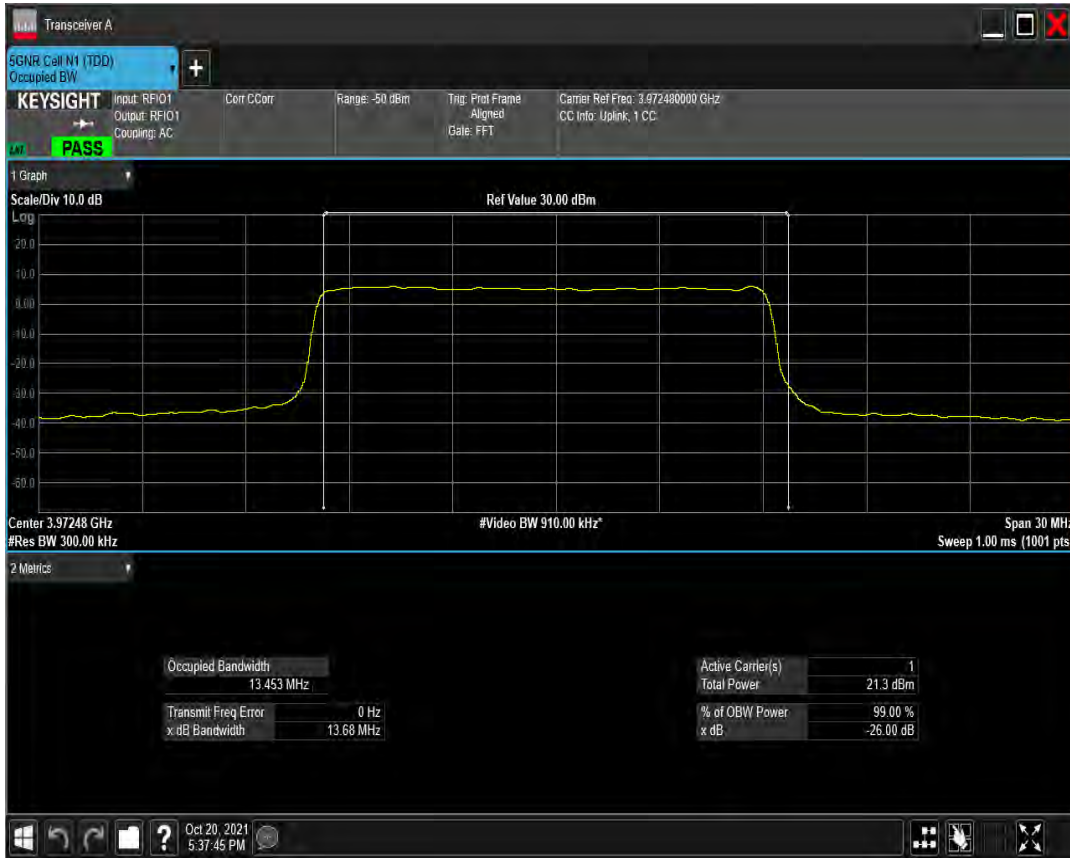 Transceiver A
5GNR Cell N1 (TDD)
Occupied BW
+
KEYSIGHT
Input: RFIO1
Output: RFIO1
Coupling: AC
Corr CCorr
Range: -50 dBm
Trig: Prot Frame
Aligned
Gate: FFT
Carrier Ref Freq: 3.972480000 GHz
CC Info: Uplink, 1 CC
PASS
1 Graph
Scale/Div 10.0 dB
Ref Value 30.00 dBm
Log
20.0
10.0
0.00
-10.0
-20.0
-30.0
-40.0
-50.0
-60.0
Center 3.97248 GHz
#Video BW 910.00 kHz*
Span 30 MHz
#Res BW 300.00 kHz
Sweep 1.00 ms (1001 pts
2 Metrics
Occupied Bandwidth
13.453 MHz
Transmit Freq Error 0 Hz
x dB Bandwidth 13.68 MHz
Active Carrier(s) 1
Total Power 21.3 dBm
% of OBW Power 99.00 %
x dB -26.00 dB
?
Oct 20, 2021
5:37:45 PM